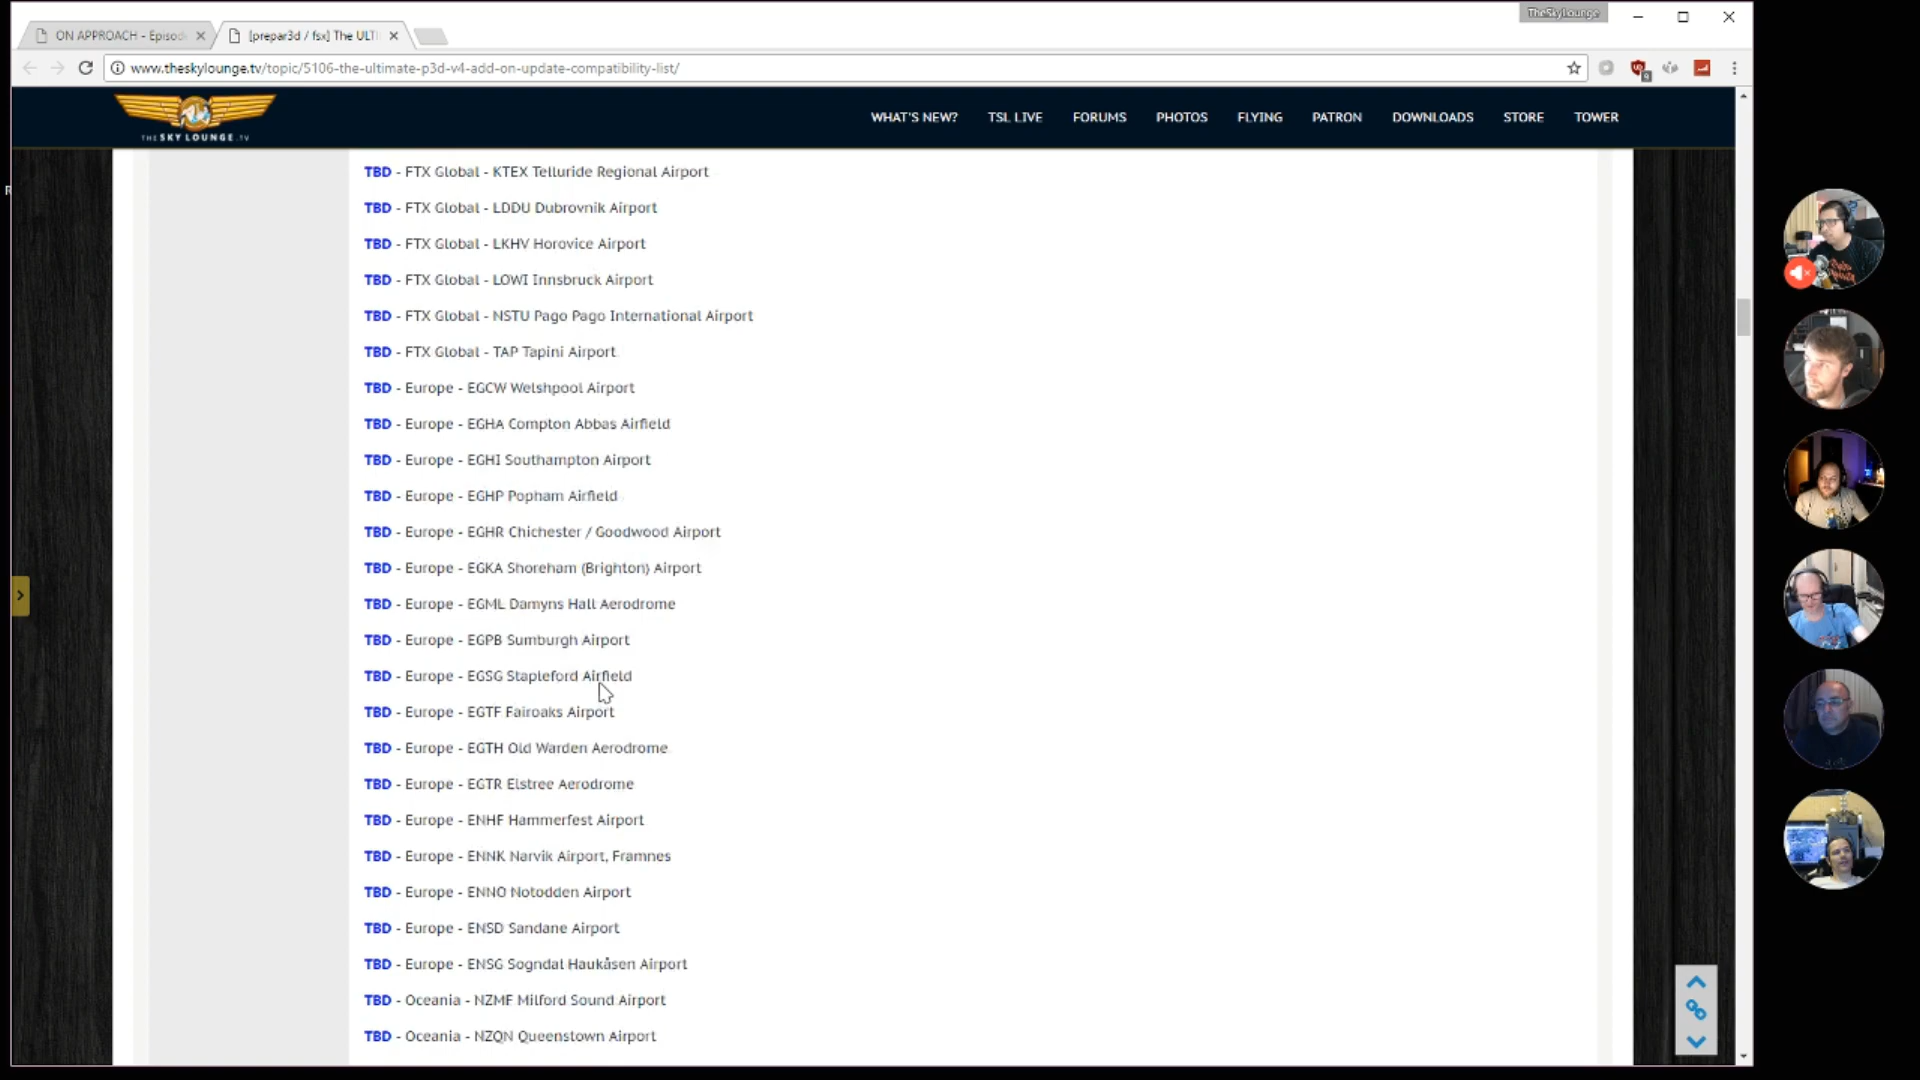 TheSkyLounge
ON APPROACH - Episod
[prepar3d / fsx] The ULTI
www.theskylounge.tv/topic/5106-the-ultimate-p3d-v4-add-on-update-compatibility-list/
9
THE SKY LOUNGE .TV
WHAT'S NEW?
TSL LIVE
FORUMS
PHOTOS
FLYING
PATRON
DOWNLOADS
STORE
TOWER
R
TBD - FTX Global - KTEX Telluride Regional Airport
TBD - FTX Global - LDDU Dubrovnik Airport
TBD - FTX Global - LKHV Horovice Airport
TBD - FTX Global - LOWI Innsbruck Airport
TBD - FTX Global - NSTU Pago Pago International Airport
TBD - FTX Global - TAP Tapini Airport
TBD - Europe - EGCW Welshpool Airport
TBD - Europe - EGHA Compton Abbas Airfield
TBD - Europe - EGHI Southampton Airport
TBD - Europe - EGHP Popham Airfield
TBD - Europe - EGHR Chichester / Goodwood Airport
TBD - Europe - EGKA Shoreham (Brighton) Airport
TBD - Europe - EGML Damyns Hall Aerodrome
TBD - Europe - EGPB Sumburgh Airport
TBD - Europe - EGSG Stapleford Airfield
TBD - Europe - EGTF Fairoaks Airport
TBD - Europe - EGTH Old Warden Aerodrome
TBD - Europe - EGTR Elstree Aerodrome
TBD - Europe - ENHF Hammerfest Airport
TBD - Europe - ENNK Narvik Airport, Framnes
TBD - Europe - ENNO Notodden Airport
TBD - Europe - ENSD Sandane Airport
TBD - Europe - ENSG Sogndal Haukåsen Airport
TBD - Oceania - NZMF Milford Sound Airport
TBD - Oceania - NZQN Queenstown Airport